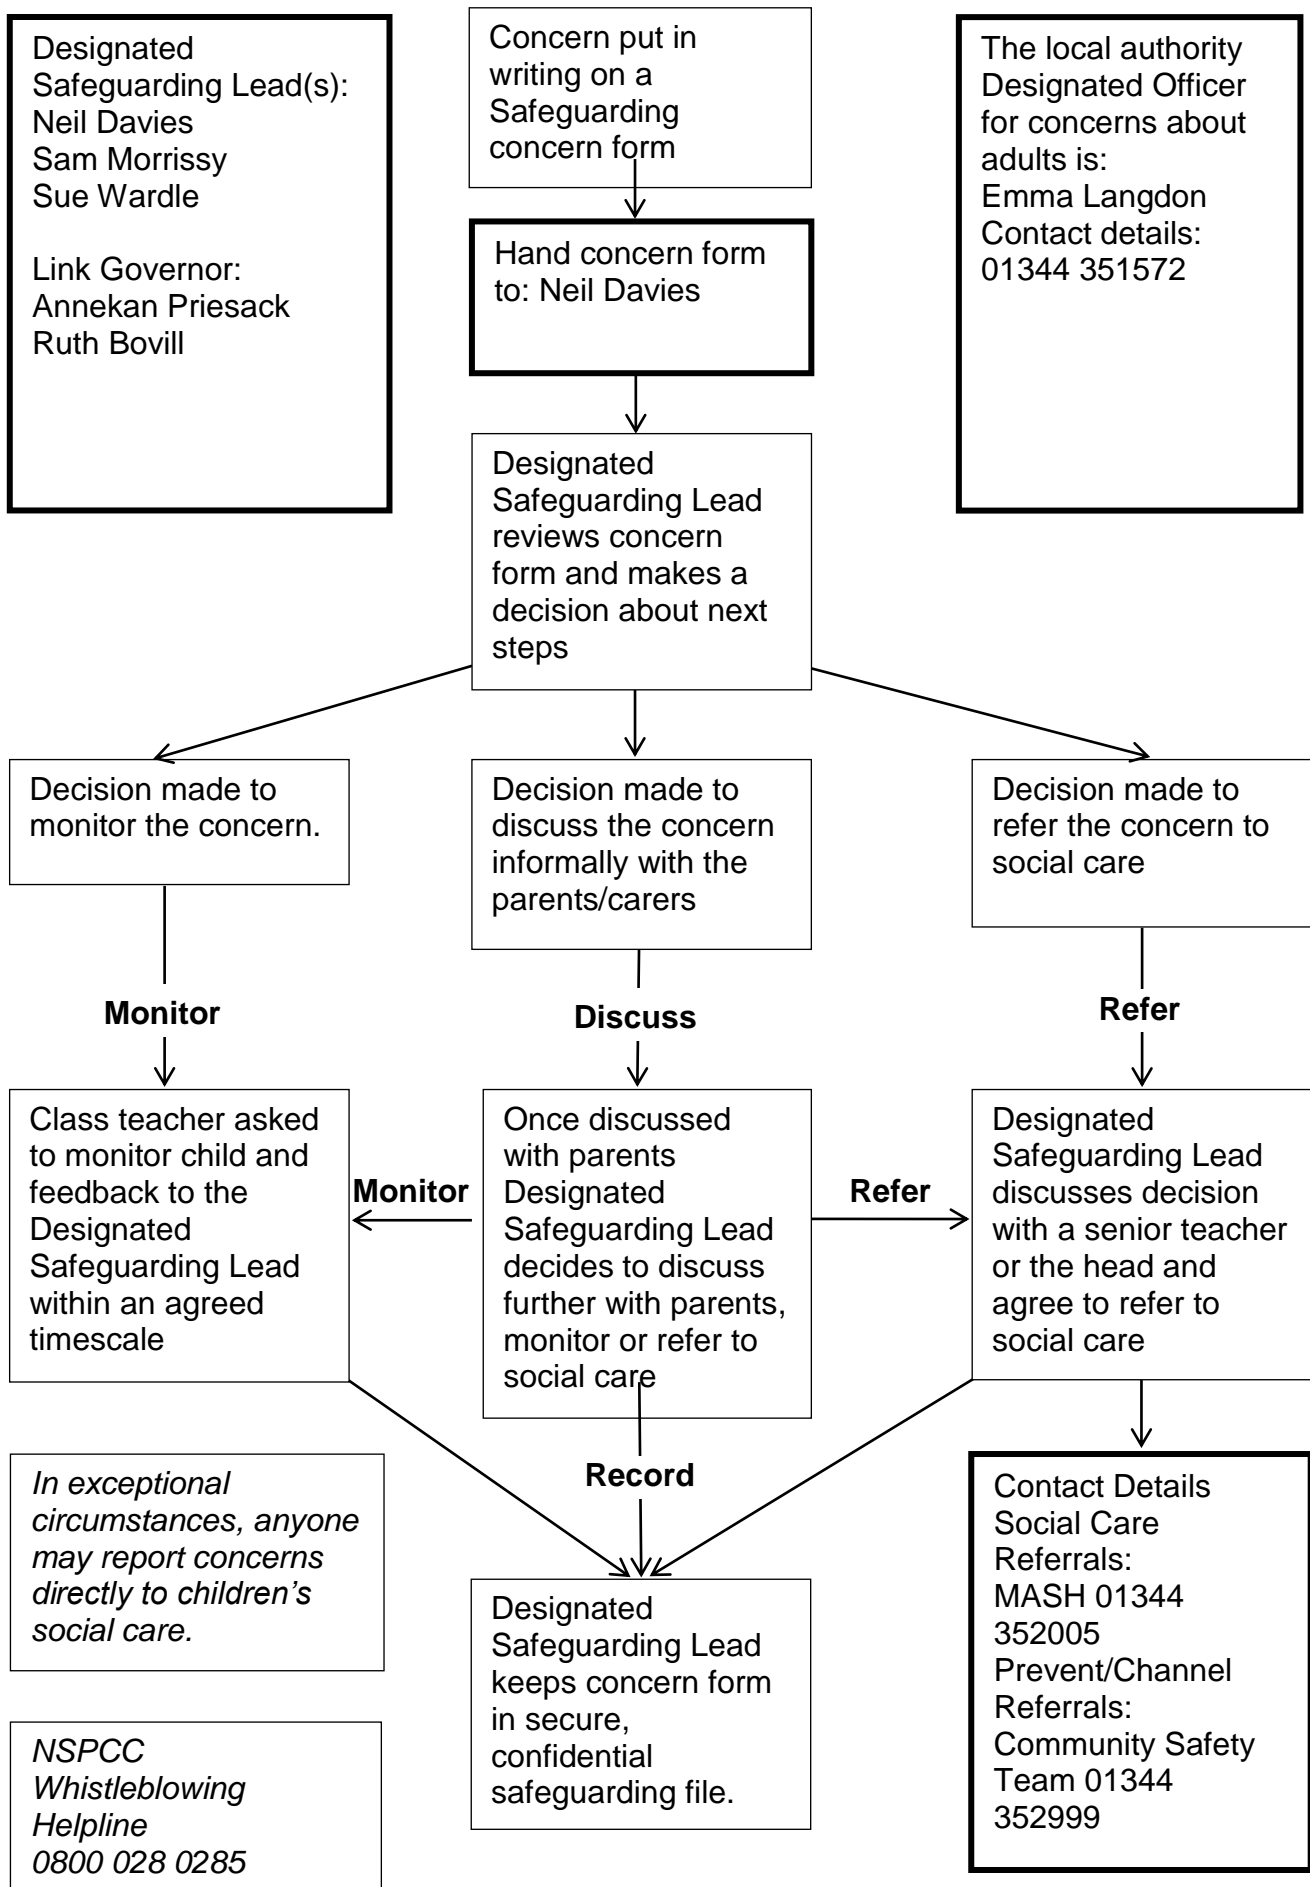 Designated
Safeguarding Lead(s):
Neil Davies
Sam Morrissy
Sue Wardle
Link Governor:
Annekan Priesack
Ruth Bovill
Concern put in
writing on a
Safeguarding
concern form
The local authority
Designated Officer
for concerns about
adults is:
Emma Langdon
Contact details:
01344 351572
Hand concern form
to: Neil Davies
Designated
Safeguarding Lead
reviews concern
form and makes a
decision about next
steps
Decision made to
monitor the concern.
Decision made to
discuss the concern
informally with the
parents/carers
Decision made to
refer the concern to
social care
Monitor
Discuss
Refer
Class teacher asked
to monitor child and
feedback to the
Designated
Safeguarding Lead
within an agreed
timescale
Monitor
Once discussed
with parents
Designated
Safeguarding Lead
decides to discuss
further with parents,
monitor or refer to
social care
Refer
Designated
Safeguarding Lead
discusses decision
with a senior teacher
or the head and
agree to refer to
social care
In exceptional
circumstances, anyone
may report concerns
directly to children’s
social care.
Record
Contact Details
Social Care
Referrals:
MASH 01344
352005
Prevent/Channel
Referrals:
Community Safety
Team 01344
352999
Designated
Safeguarding Lead
keeps concern form
in secure,
confidential
safeguarding file.
NSPCC
Whistleblowing
Helpline
0800 028 0285